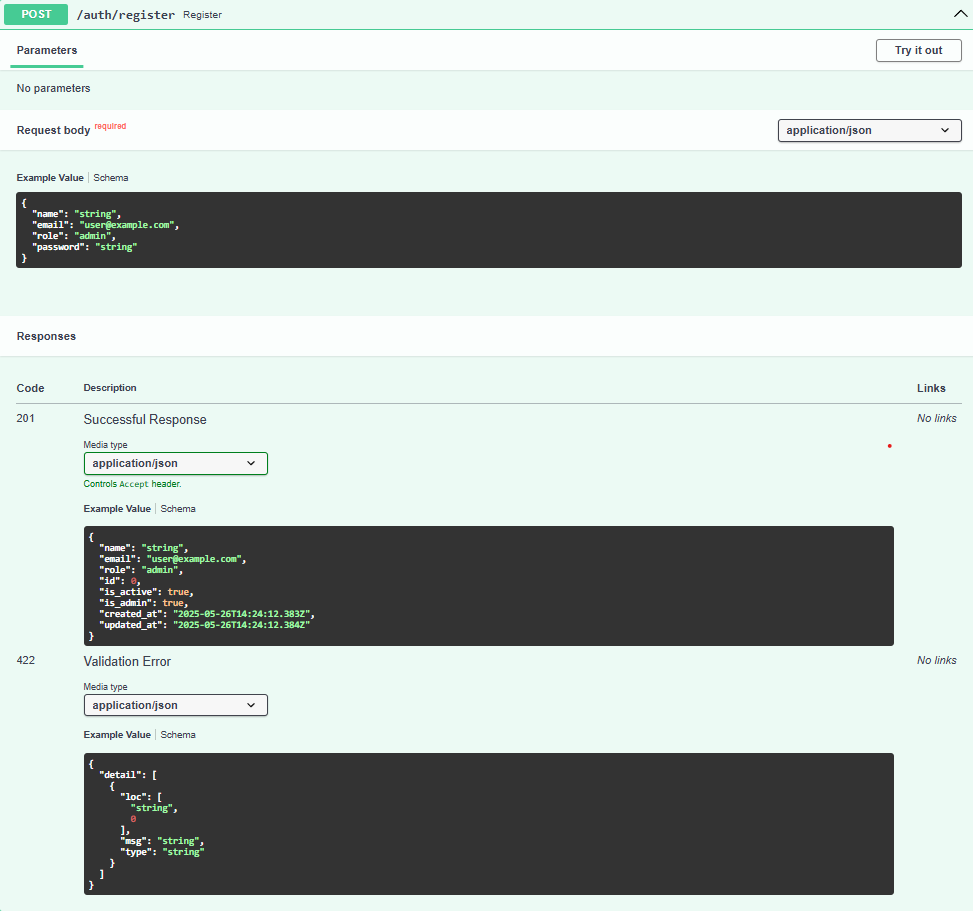 POST /auth/register Register
Parameters
Try it out
No parameters
Request body required
application/json
Example Value Schema
{
  "name": "string",
  "email": "user@example.com",
  "role": "admin",
  "password": "string"
}
Responses
Code Description Links
201 Successful Response No links
Media type
application/json
Controls Accept header.
Example Value Schema
{
  "name": "string",
  "email": "user@example.com",
  "role": "admin",
  "id": 0,
  "is_active": true,
  "is_admin": true,
  "created_at": "2025-05-26T14:24:12.383Z",
  "updated_at": "2025-05-26T14:24:12.384Z"
}
422 Validation Error No links
Media type
application/json
Example Value Schema
{
  "detail": [
    {
      "loc": [
        "string",
        0
      ],
      "msg": "string",
      "type": "string"
    }
  ]
}